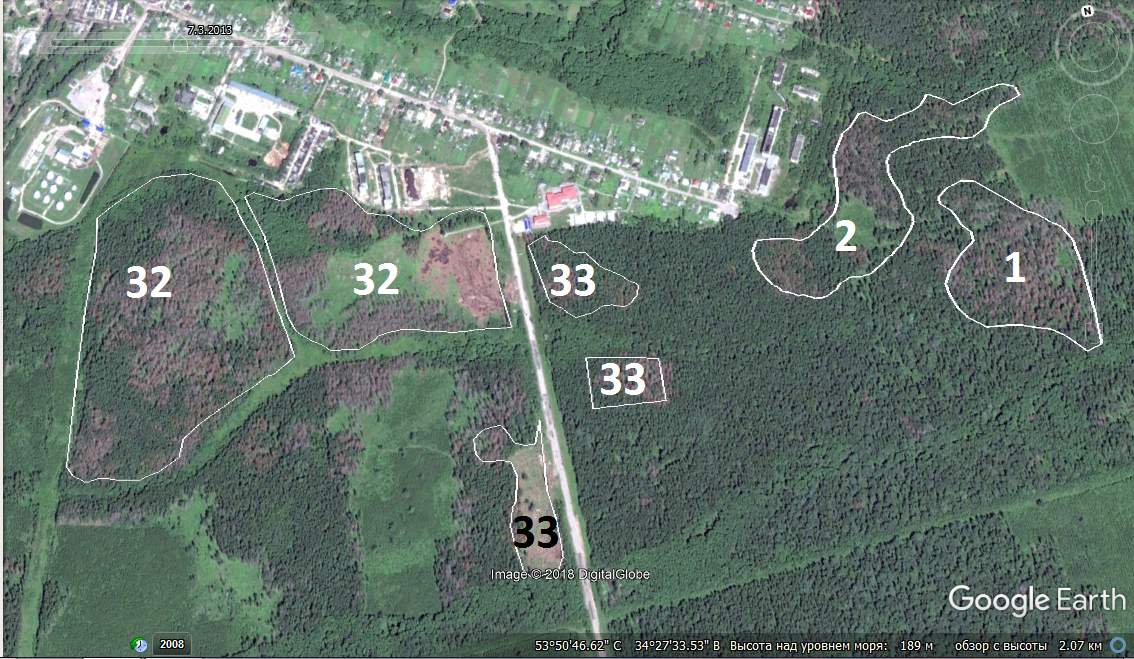 N
7.3.2013
2
1
32
32
33
33
33
Image © 2018 DigitalGlobe
Google Earth
2008
53°50'46.62" С 34°27'33.53" В Высота над уровнем моря: 189 м обзор с высоты 2.07 км